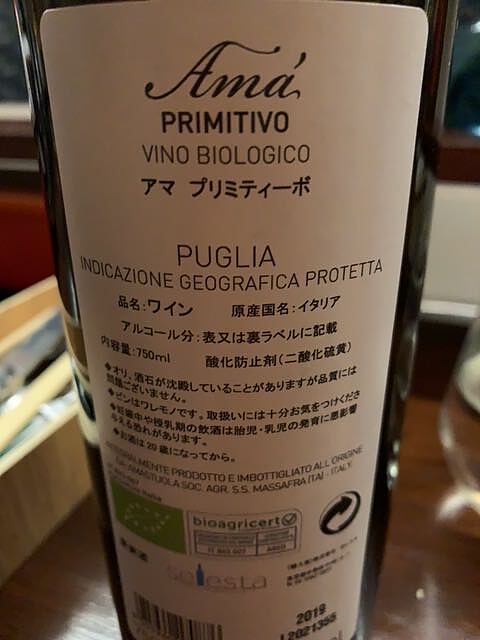 Amá
PRIMITIVO
VINO BIOLOGICO
アマ プリミティーボ
PUGLIA
INDICAZIONE GEOGRAFICA PROTETTA
品名:ワイン 原産国名:イタリア
アルコール分:表又は裏ラベルに記載
内容量:750ml 酸化防止剤(二酸化硫黄)
◆オリ、酒石が沈殿していることがありますが品質には
問題ございません。
◆ビンはワレモノです。取扱いには十分お気をつけくださ
◆妊娠中や授乳期の飲酒は胎児・乳児の発育に悪影響
与える恐れがあります。
◆お酒は20歳になってから。
INTEGRALMENTE PRODOTTO E IMBOTTIGLIATO ALL'ORIGINE
DA AMASTUOLA SOC. AGR. S.S. MASSAFRA (TA) - ITALY.
bioagricert
selesta
2019
L2021355